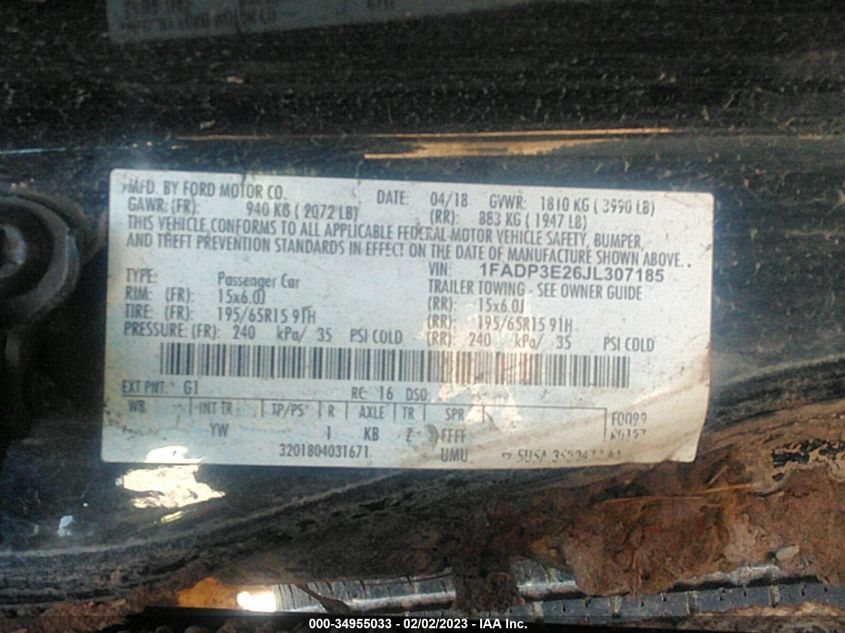 MFD. BY FORD MOTOR CO. DATE: 04/18 GVWR: 1810 KG ( 3990 LB)
GAWR: (FR): 940 KG ( 2072 LB) (RR): 883 KG ( 1947 LB)
THIS VEHICLE CONFORMS TO ALL APPLICABLE FEDERAL MOTOR VEHICLE SAFETY, BUMPER,
AND THEFT PREVENTION STANDARDS IN EFFECT ON THE DATE OF MANUFACTURE SHOWN ABOVE.
VIN: 1FADP3E26JL307185
TYPE: Passenger Car TRAILER TOWING - SEE OWNER GUIDE
RIM: (FR): 15x6.0J (RR): 15x6.0J
TIRE: (FR): 195/65R15 91H (RR): 195/65R15 91H
PRESSURE: (FR): 240 kPa/ 35 PSI COLD (RR): 240 kPa/ 35 PSI COLD
EXT PNT: G1 RC: 16 DSO:
WB INT TR TP/PS R AXLE TR SPR F0099
YW 1 KB Z FFFF
3201804031671 UMU
000-34955033 - 02/02/2023 - IAA Inc.